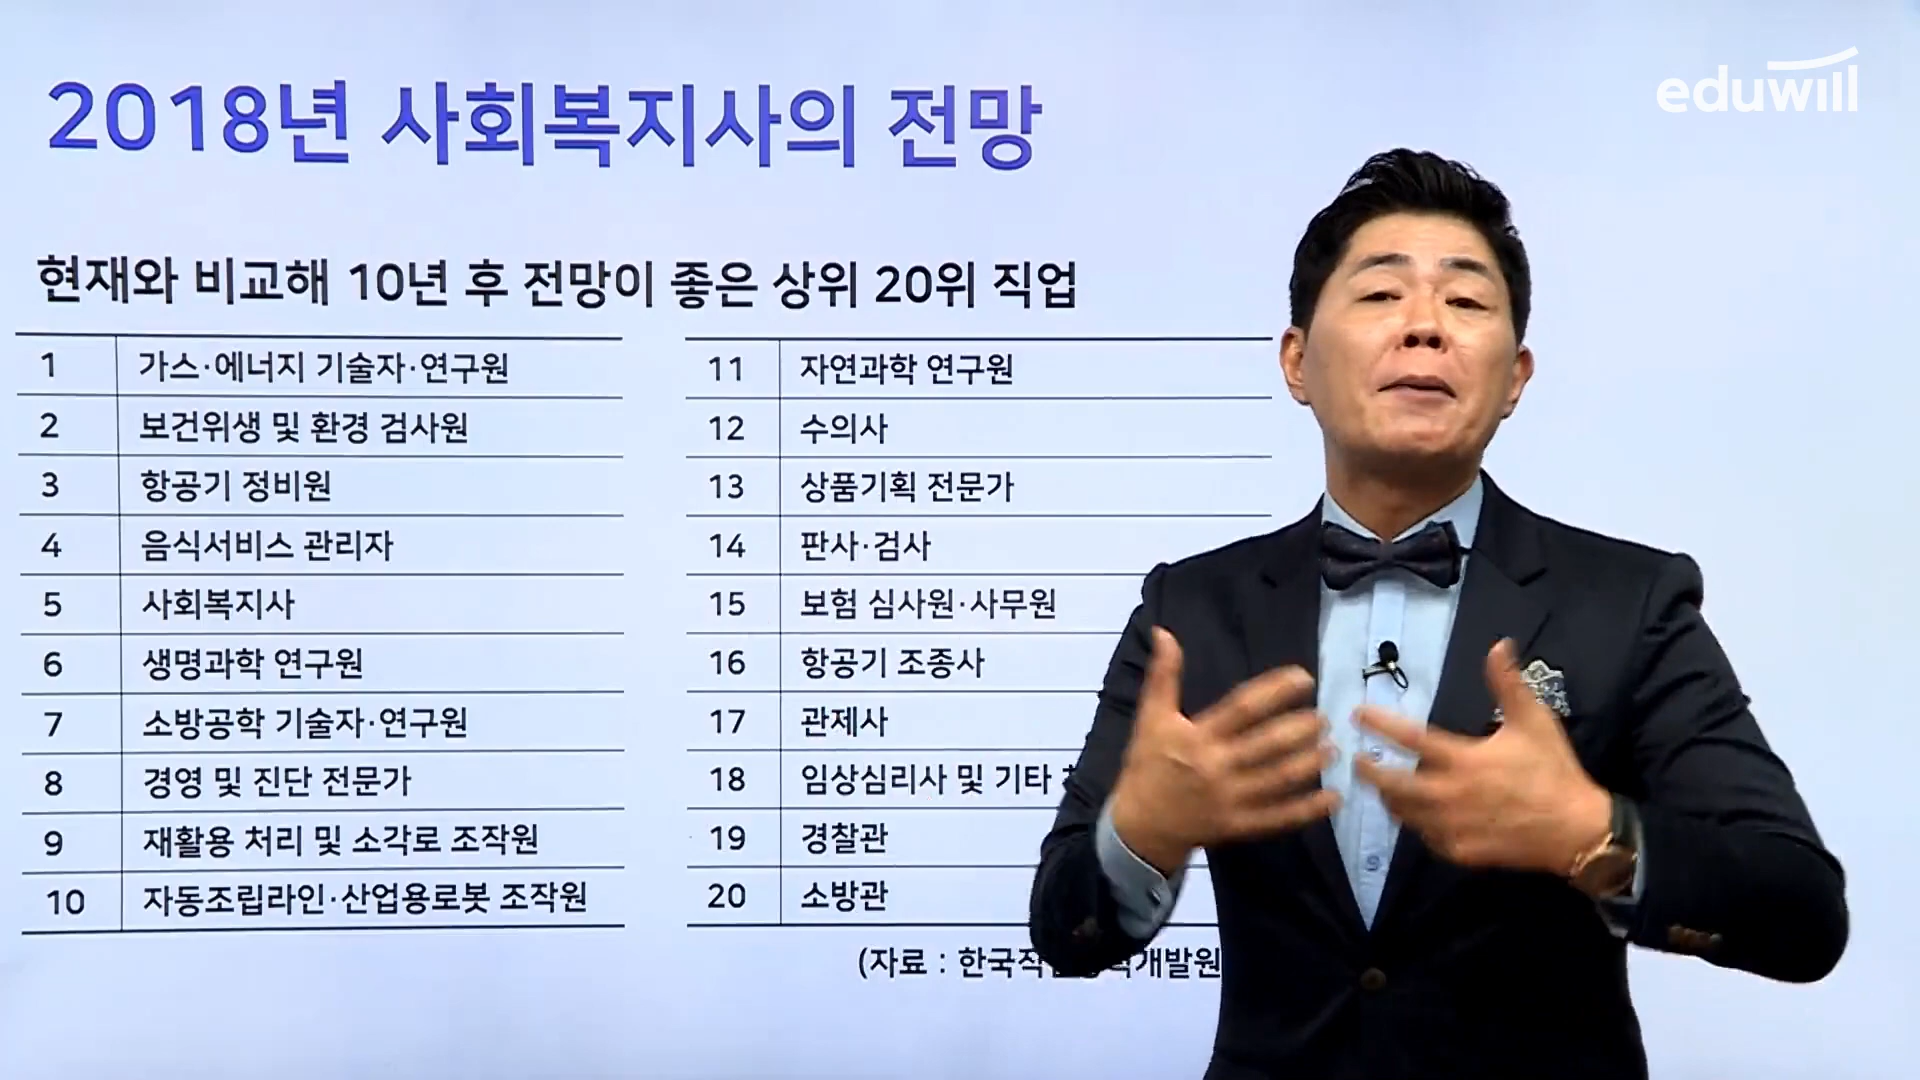 eduwill
2018년 사회복지사의 전망
현재와 비교해 10년 후 전망이 좋은 상위 20위 직업
1 가스·에너지 기술자·연구원
2 보건위생 및 환경 검사원
3 항공기 정비원
4 음식서비스 관리자
5 사회복지사
6 생명과학 연구원
7 소방공학 기술자·연구원
8 경영 및 진단 전문가
9 재활용 처리 및 소각로 조작원
10 자동조립라인·산업용로봇 조작원
11 자연과학 연구원
12 수의사
13 상품기획 전문가
14 판사·검사
15 보험 심사원·사무원
16 항공기 조종사
17 관제사
18 임상심리사 및 기타
19 경찰관
20 소방관
(자료 : 한국직 개발원